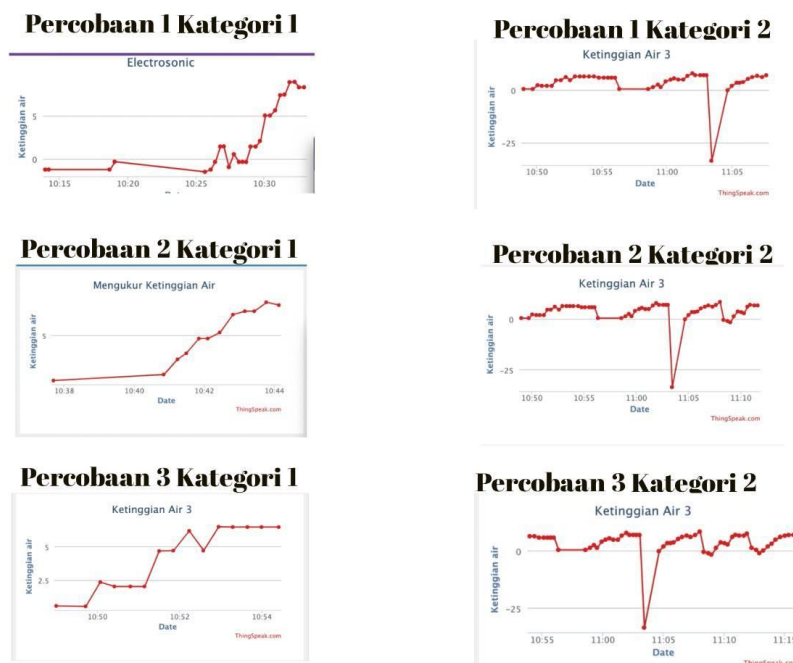 Percobaan 1 Kategori 1
Electrosonic
Ketinggian air
5
0
10:15 10:20 10:25 10:30
Percobaan 1 Kategori 2
Ketinggian Air 3
Ketinggian air
0
-25
10:50 10:55 11:00 11:05
Date
ThingSpeak.com
Percobaan 2 Kategori 1
Mengukur Ketinggian Air
Ketinggian air
5
10:38 10:40 10:42 10:44
Date
ThingSpeak.com
Percobaan 2 Kategori 2
Ketinggian Air 3
Ketinggian air
0
-25
10:50 10:55 11:00 11:05 11:10
Date
ThingSpeak.com
Percobaan 3 Kategori 1
Ketinggian Air 3
Ketinggian air
5
2.5
10:50 10:52 10:54
Date
ThingSpeak.com
Percobaan 3 Kategori 2
Ketinggian Air 3
Ketinggian air
0
-25
10:55 11:00 11:05 11:10 11:15
Date